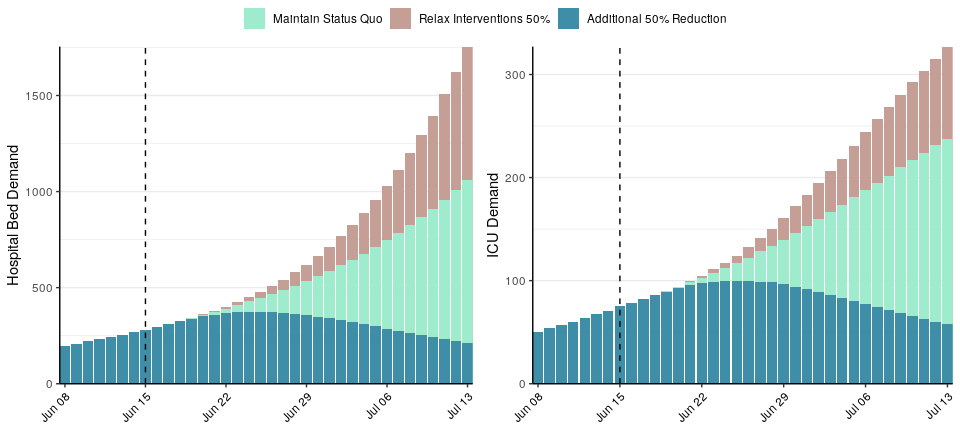 Maintain Status Quo Relax Interventions 50% Additional 50% Reduction
Hospital Bed Demand
1500
1000
500
0
Jun 08 Jun 15 Jun 22 Jun 29 Jul 06 Jul 13
ICU Demand
300
200
100
0
Jun 08 Jun 15 Jun 22 Jun 29 Jul 06 Jul 13